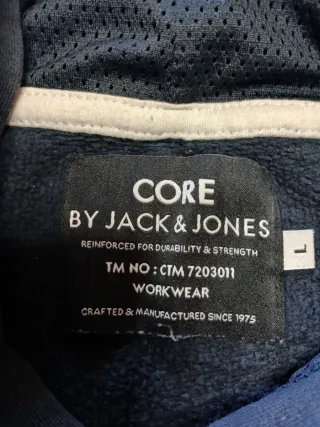 CORE
BY JACK & JONES
REINFORCED FOR DURABILITY & STRENGTH
TM NO : CTM 7203011
WORKWEAR
CRAFTED & MANUFACTURED SINCE 1975
L